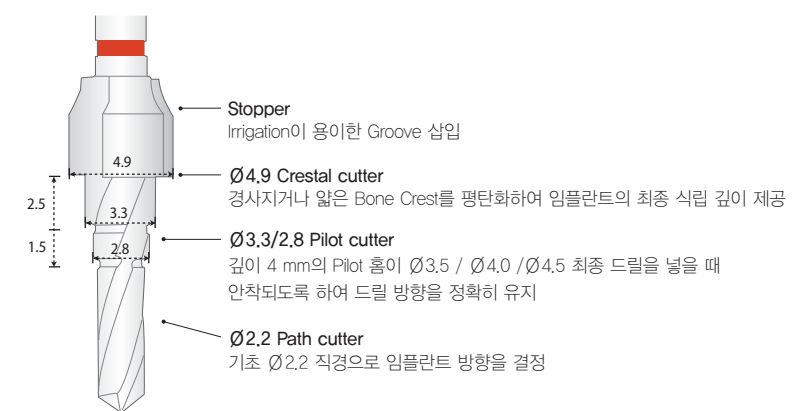 Stopper
Irrigation이 용이한 Groove 삽입
4.9
Ø4.9 Crestal cutter
경사지거나 얇은 Bone Crest를 평탄화하여 임플란트의 최종 식립 깊이 제공
2.5
3.3
1.5
2.8
Ø3.3/2.8 Pilot cutter
깊이 4 mm의 Pilot 홈이 Ø3.5 / Ø4.0 /Ø4.5 최종 드릴을 넣을 때
안착되도록 하여 드릴 방향을 정확히 유지
Ø2.2 Path cutter
기초 Ø2.2 직경으로 임플란트 방향을 결정